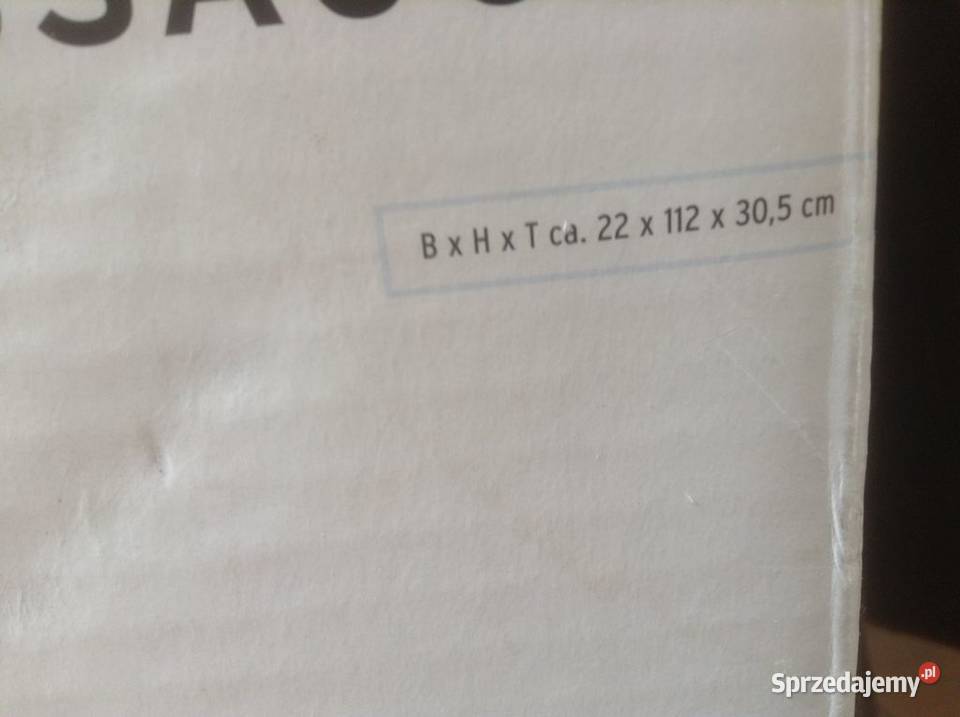 B x H x T ca. 22 x 112 x 30,5 cm
Sprzedajemy.pl